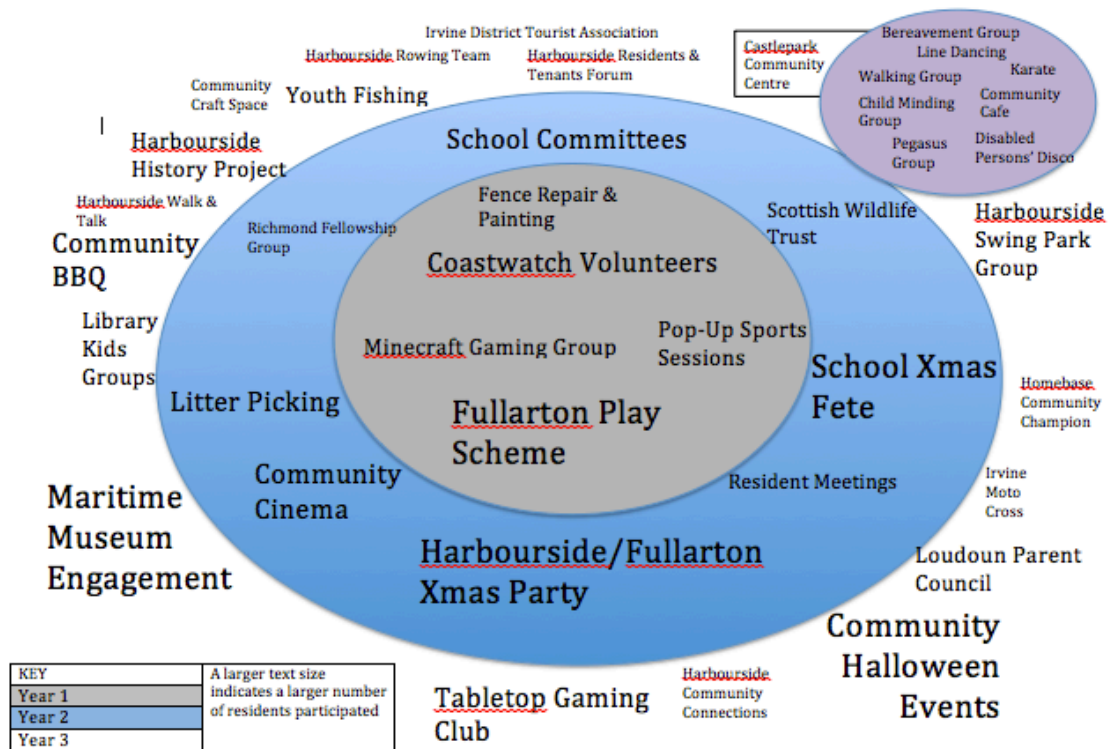 Irvine District Tourist Association
Harbourside Rowing Team
Harbourside Residents &
Tenants Forum
Community
Craft Space
Youth Fishing
Castlepark
Community
Centre
Bereavement Group
Line Dancing
Walking Group
Karate
Child Minding
Group
Community
Cafe
Pegasus
Group
Disabled
Persons' Disco
Harbourside
History Project
School Committees
Harbourside Walk &
Talk
Community
BBQ
Richmond Fellowship
Group
Fence Repair &
Painting
Scottish Wildlife
Trust
Harbourside
Swing Park
Group
Coastwatch Volunteers
Library
Kids
Groups
Minecraft Gaming Group
Pop-Up Sports
Sessions
School Xmas
Fete
Homebase
Community
Champion
Litter Picking
Fullarton Play
Scheme
Community
Cinema
Resident Meetings
Irvine
Moto
Cross
Maritime
Museum
Engagement
Harbourside/Fullarton
Xmas Party
Loudoun Parent
Council
Community
Halloween
Events
Tabletop Gaming
Club
Harbourside
Community
Connections
KEY
Year 1
Year 2
Year 3
A larger text size
indicates a larger number
of residents participated